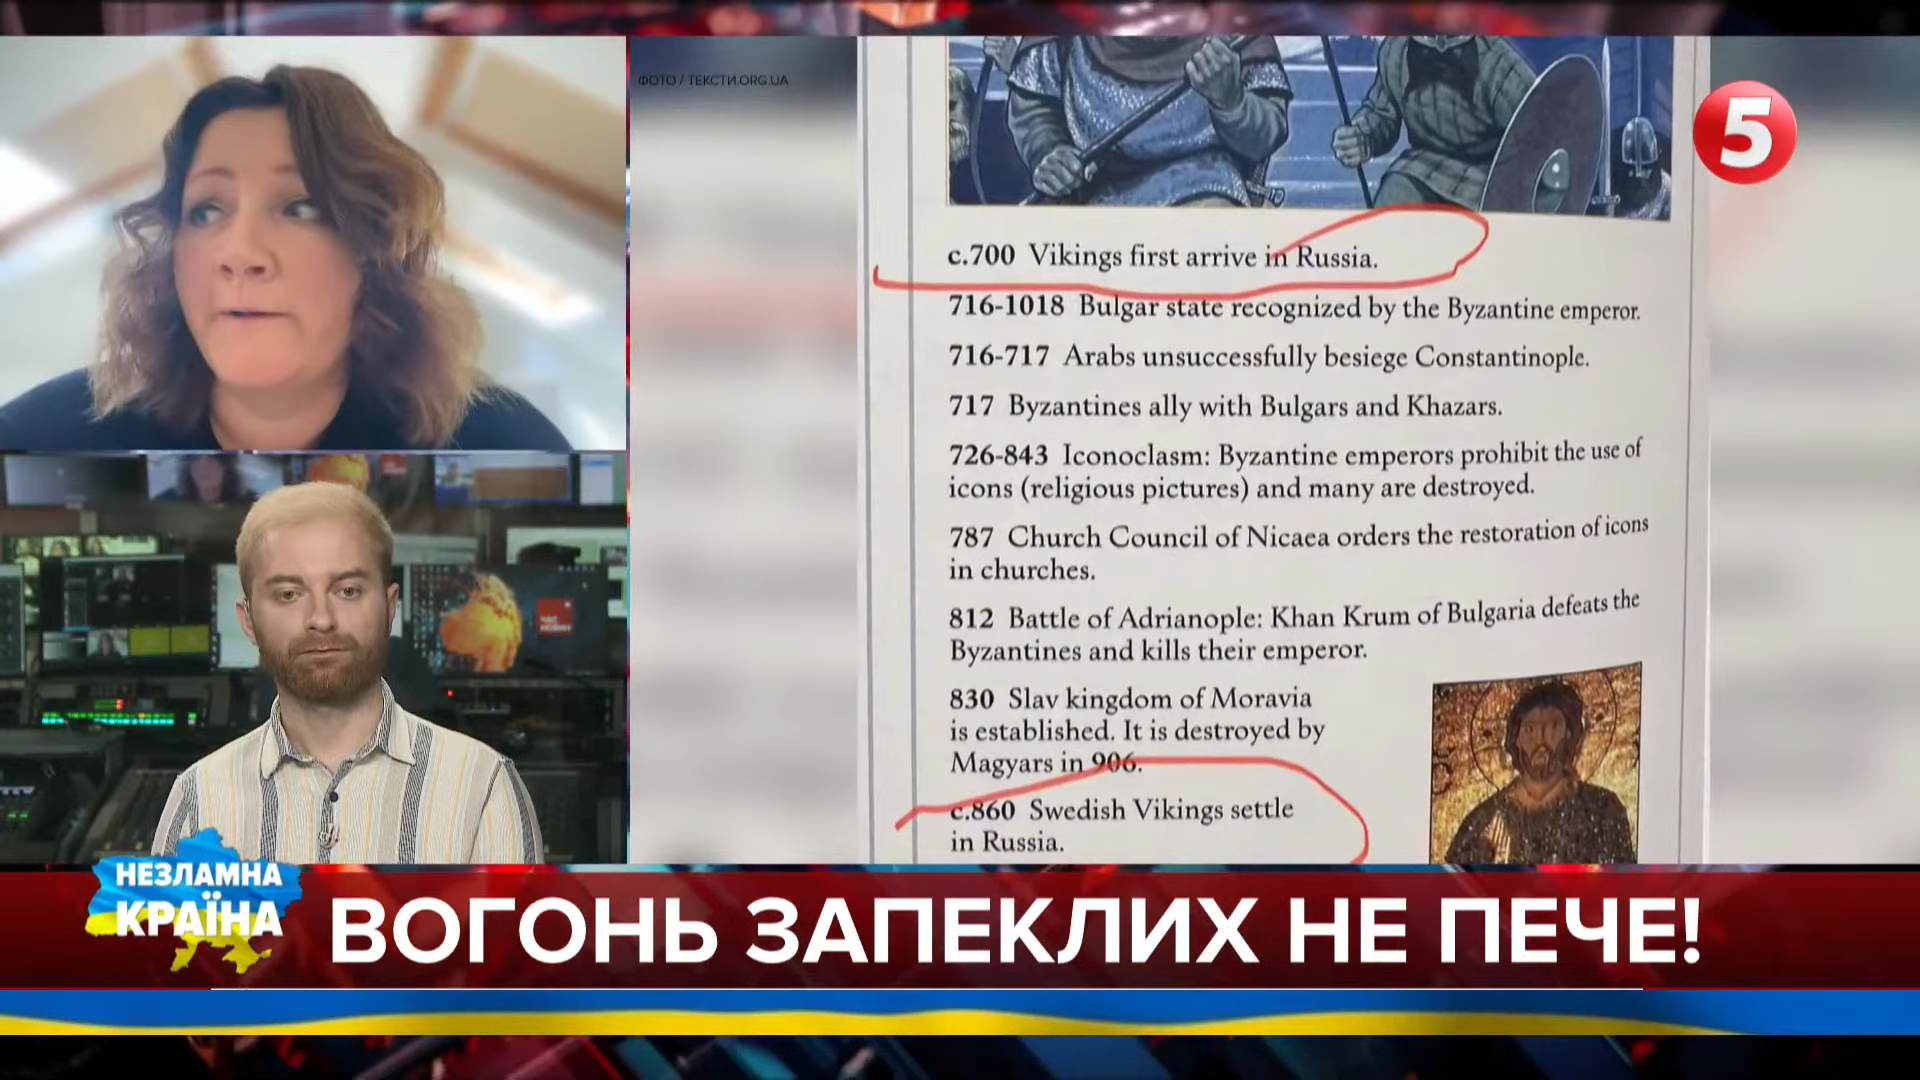 ФОТО / ТЕКСТИ.ORG.UA
5
c.700 Vikings first arrive in Russia.
716-1018 Bulgar state recognized by the Byzantine emperor.
716-717 Arabs unsuccessfully besiege Constantinople.
717 Byzantines ally with Bulgars and Khazars.
726-843 Iconoclasm: Byzantine emperors prohibit the use of
icons (religious pictures) and many are destroyed.
787 Church Council of Nicaea orders the restoration of icons
in churches.
812 Battle of Adrianople: Khan Krum of Bulgaria defeats the
Byzantines and kills their emperor.
830 Slav kingdom of Moravia
is established. It is destroyed by
Magyars in 906.
c.860 Swedish Vikings settle
in Russia.
НЕЗЛАМНА
КРАЇНА
ВОГОНЬ ЗАПЕКЛИХ НЕ ПЕЧЕ!